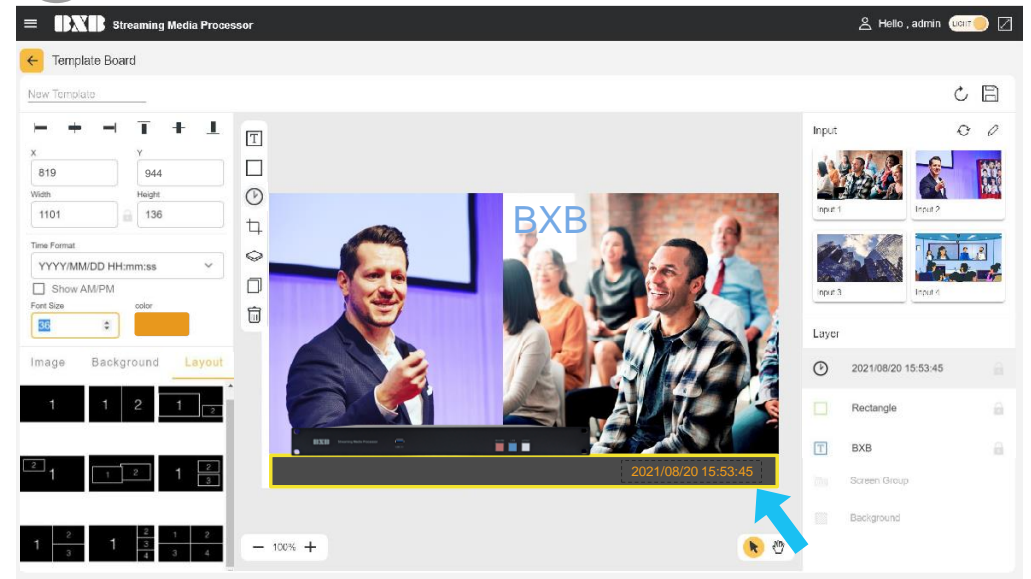 BXB Streaming Media Processor
Hello , admin LIGHT
Template Board
New Template
X Y
819 944
Width Height
1101 136
Time Format
YYYY/MM/DD HH:mm:ss
Show AM/PM
Font Size color
36
Image Background Layout
1 1 2 1 2
2 1 1 2 1 2 3
1 2 3 1 2 3 4 1 2 3 4
T
BXB
BXB Streaming Media Processor
2021/08/20 15:53:45
100%
Input
Input 1 Input 2
Input 3 Input 4
Layer
2021/08/20 15:53:45
Rectangle
T BXB
Screen Group
Background